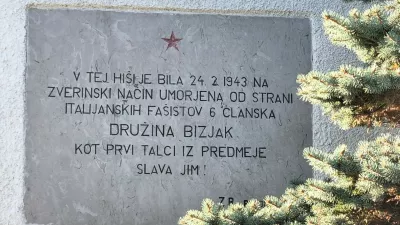 V TEJ HIŠI JE BILA 24. 2. 1943 NA
ZVERINSKI NAČIN UMORJENA OD STRANI
ITALIJANSKIH FAŠISTOV 6 ČLANSKA
DRUŽINA BIZJAK
KOT PRVI TALCI IZ PREDMEJE
SLAVA JIM!